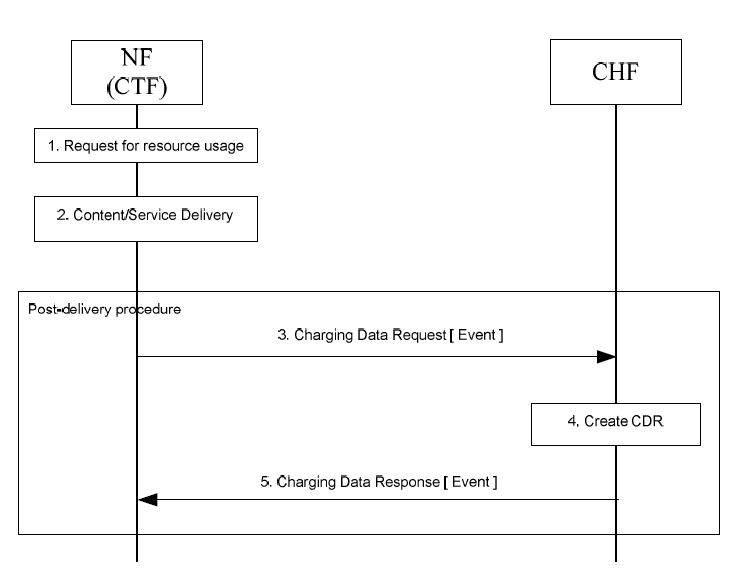 NF
(CTF)
CHF
1. Request for resource usage
2. Content/Service Delivery
Post-delivery procedure
3. Charging Data Request [ Event ]
4. Create CDR
5. Charging Data Response [ Event ]